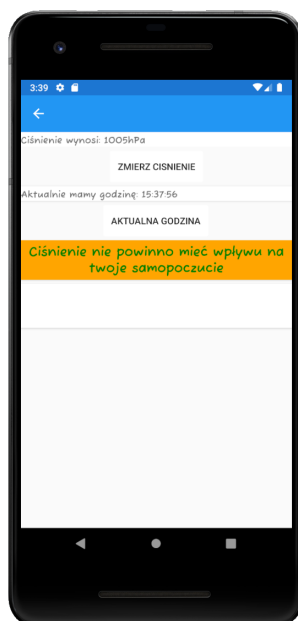 3:39
Ciśnienie wynosi: 1005hPa
ZMIERZ CISNIENIE
Aktualnie mamy godzinę: 15:37:56
AKTUALNA GODZINA
Ciśnienie nie powinno mieć wpływu na
twoje samopoczucie